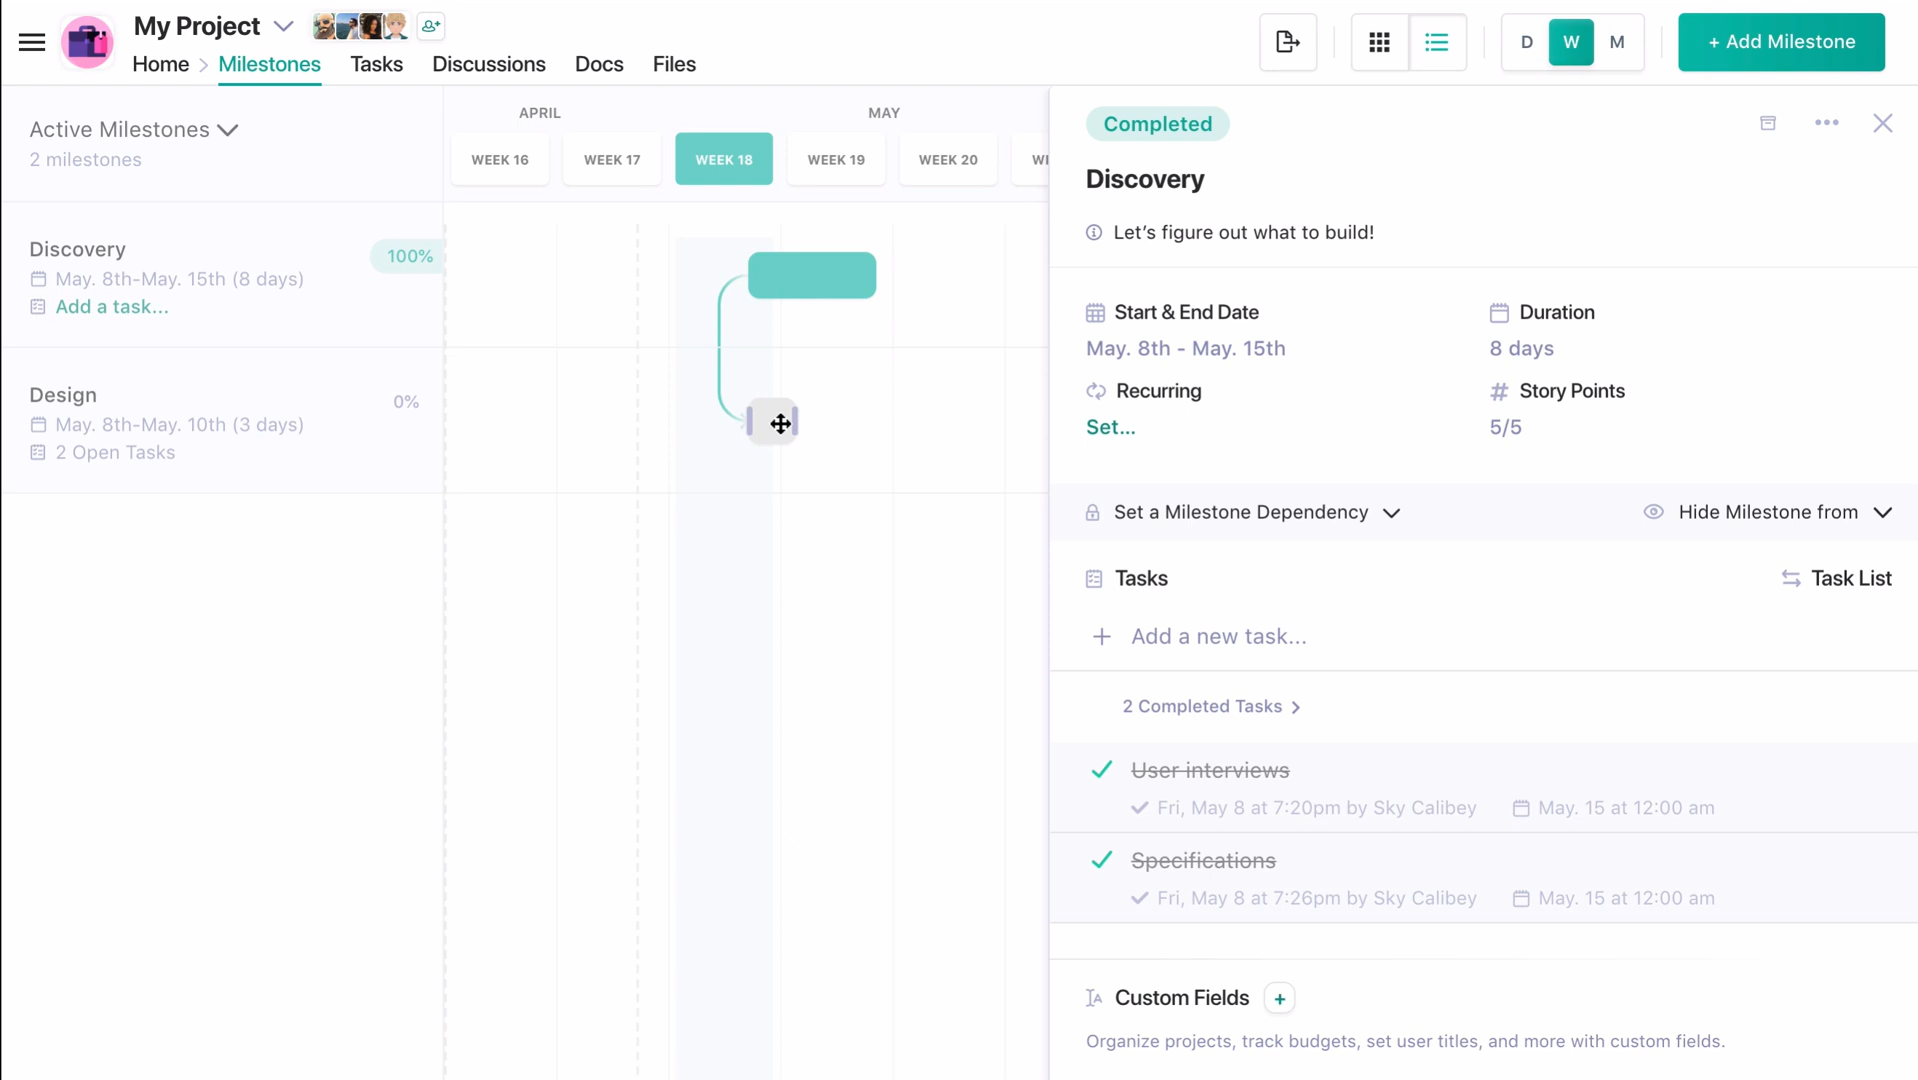 My Project
Home
Milestones
Tasks
Discussions
Docs
Files
D
W
M
+ Add Milestone
Active Milestones
2 milestones
APRIL
MAY
WEEK 16
WEEK 17
WEEK 18
WEEK 19
WEEK 20
Discovery
100%
May. 8th-May. 15th (8 days)
Add a task...
Design
0%
May. 8th-May. 10th (3 days)
2 Open Tasks
Completed
Discovery
Let’s figure out what to build!
Start & End Date
May. 8th - May. 15th
Duration
8 days
Recurring
Set...
# Story Points
5/5
Set a Milestone Dependency
Hide Milestone from
Tasks
Task List
+ Add a new task...
2 Completed Tasks
User interviews
Fri, May 8 at 7:20pm by Sky Calibey
May. 15 at 12:00 am
Specifications
Fri, May 8 at 7:26pm by Sky Calibey
May. 15 at 12:00 am
Custom Fields
+
Organize projects, track budgets, set user titles, and more with custom fields.